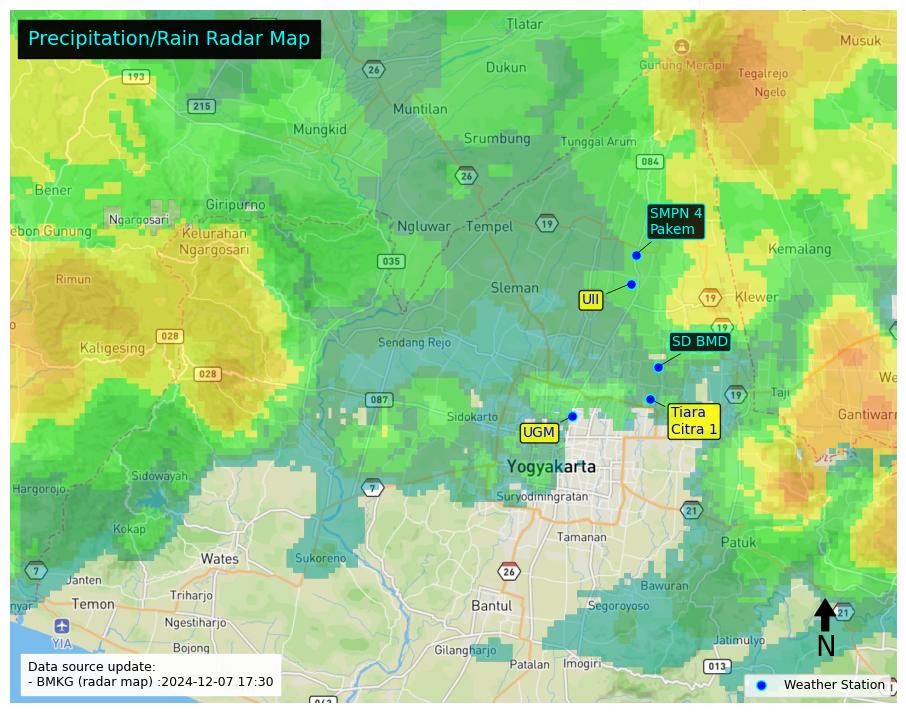 Precipitation/Rain Radar Map
Tlatar
Musuk
26
193
Dukun
Gunung Merapi
Tegalrejo
Ngelo
215
Muntilan
Mungkid
Srumbung
Tunggal Arum
084
26
Bener
Giripurno
Ngargosari
SMPN 4
Pakem
ebon Gunung
Kelurahan
Ngargosari
Ngluwar
Tempel
19
Kemalang
035
Rimun
Sleman
UII
19
Klewer
19
028
Kaligesing
Sendang Rejo
SD BMD
028
087
19
Taji
We
Sidokarto
Tiara
Citra 1
Gantiwarn
UGM
Yogyakarta
Sidowayah
Hargorojo
7
Suryodiningratan
21
Kokap
Tamanan
Patuk
Wates
Sukoreno
7
26
Janten
Bawuran
Triharjo
nyar
Temon
Bantul
Segoroyoso
21
Ngestiharjo
YIA
Jatimulyo
N
Bojong
Gilangharjo
Patalan
Imogiri
013
Data source update:
- BMKG (radar map) :2024-12-07 17:30
Weather Station